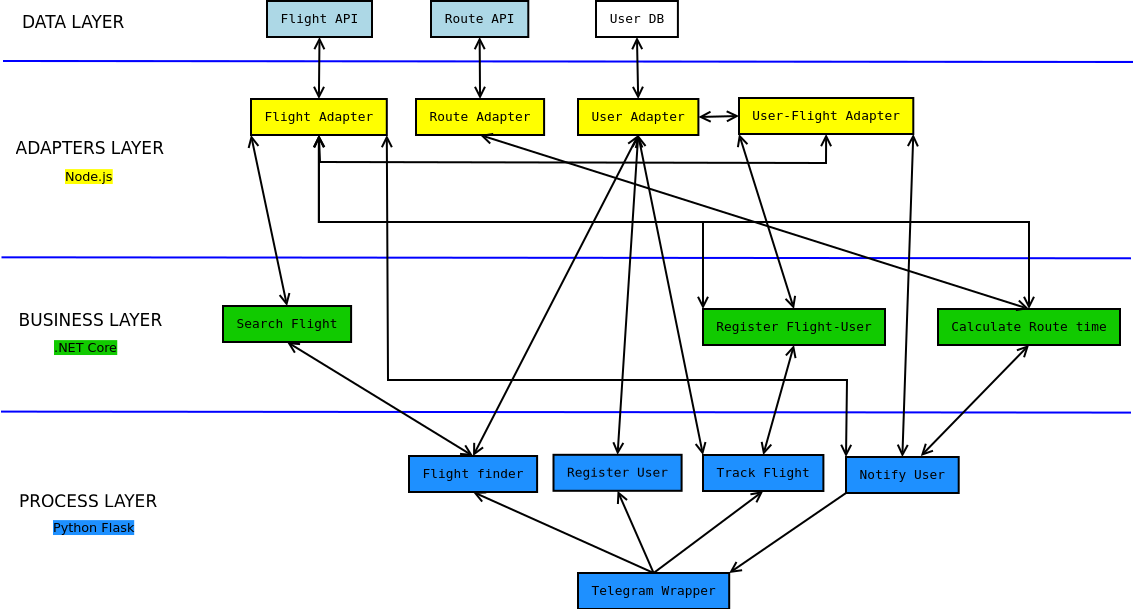 DATA LAYER
Flight API
Route API
User DB
ADAPTERS LAYER
Node.js
Flight Adapter
Route Adapter
User Adapter
User-Flight Adapter
BUSINESS LAYER
.NET Core
Search Flight
Register Flight-User
Calculate Route time
PROCESS LAYER
Python Flask
Flight finder
Register User
Track Flight
Notify User
Telegram Wrapper